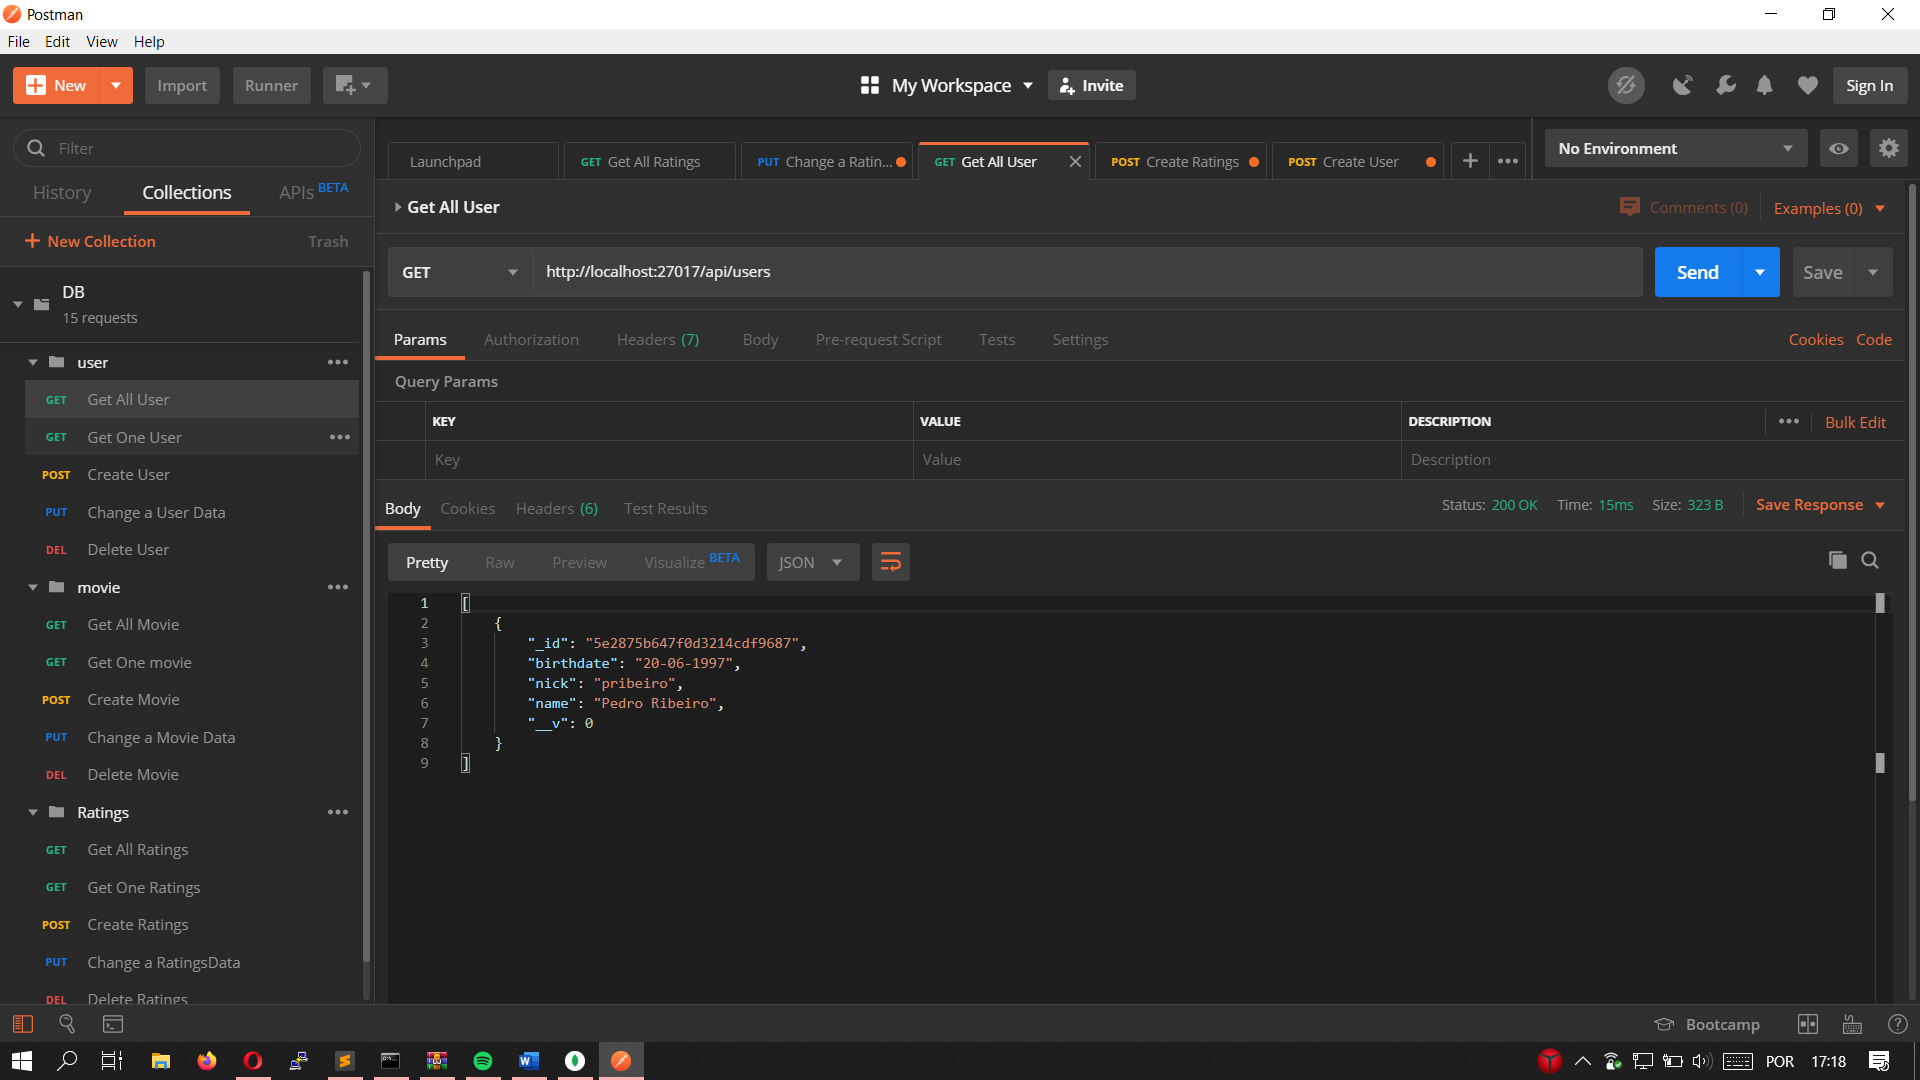 Postman
File Edit View Help
New Import Runner My Workspace Invite Sign In
Filter
History Collections APIs BETA
New Collection Trash
DB
15 requests
user
GET Get All User
GET Get One User
POST Create User
PUT Change a User Data
DEL Delete User
movie
GET Get All Movie
GET Get One movie
POST Create Movie
PUT Change a Movie Data
DEL Delete Movie
Ratings
GET Get All Ratings
GET Get One Ratings
POST Create Ratings
PUT Change a RatingsData
DEL Delete Ratings
Launchpad GET Get All Ratings PUT Change a Ratin... GET Get All User POST Create Ratings POST Create User No Environment
Get All User Comments (0) Examples (0)
GET http://localhost:27017/api/users Send Save
Params Authorization Headers (7) Body Pre-request Script Tests Settings Cookies Code
Query Params
KEY VALUE DESCRIPTION Bulk Edit
Key Value Description
Body Cookies Headers (6) Test Results Status: 200 OK Time: 15ms Size: 323 B Save Response
Pretty Raw Preview Visualize BETA JSON
1 [
2 {
3 "_id": "5e2875b647f0d3214cdf9687",
4 "birthdate": "20-06-1997",
5 "nick": "pribeiro",
6 "name": "Pedro Ribeiro",
7 "__v": 0
8 }
9 ]
Bootcamp
POR 17:18